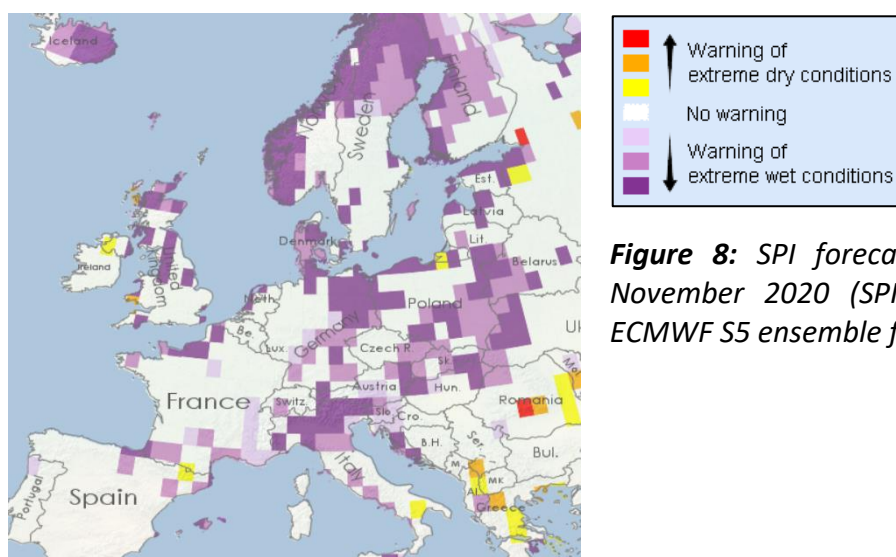 Iceland
Norway
Sweden
Finland
Est.
Latvia
Lit.
Denmark
Ireland
United
Kingdom
Neth.
Be.
Lux.
Germany
Poland
Belarus
Czech R.
Sk.
Austria
Hun.
France
Switz.
Slo.
Cro.
Romania
B.H.
Ser.
Bul.
M.
MK
Al.
Italy
Greece
Portugal
Spain
Warning of
extreme dry conditions
No warning
Warning of
extreme wet conditions
Figure 8: SPI foreca
November 2020 (SPI
ECMWF S5 ensemble f